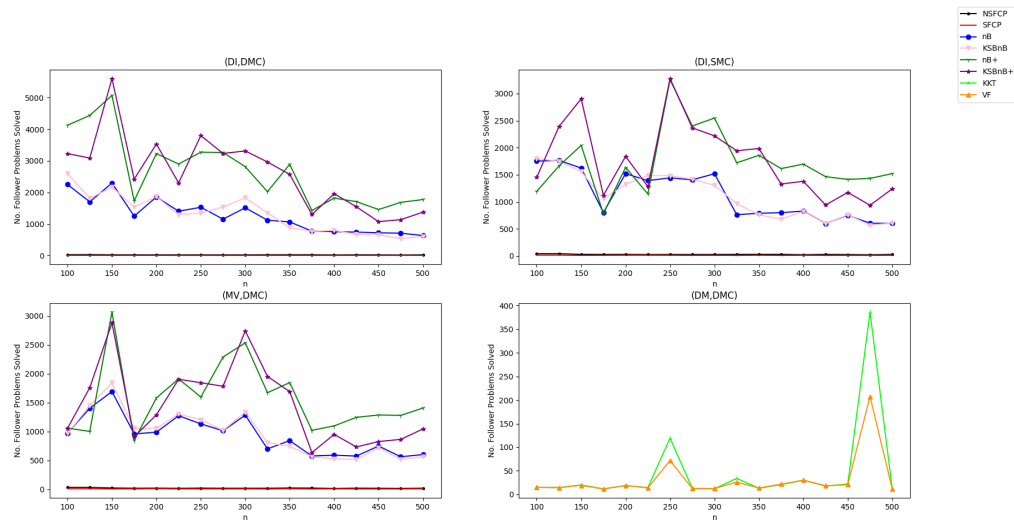 NSFCP
SFCP
nB
KSBnB
nB+
KSBnB+
KKT
VF
(DI,DMC)
No. Follower Problems Solved
5000
4000
3000
2000
1000
0
100 150 200 250 300 350 400 450 500
n
(DI,SMC)
No. Follower Problems Solved
3000
2500
2000
1500
1000
500
0
100 150 200 250 300 350 400 450 500
n
(MV,DMC)
No. Follower Problems Solved
3000
2500
2000
1500
1000
500
0
100 150 200 250 300 350 400 450 500
n
(DM,DMC)
No. Follower Problems Solved
400
350
300
250
200
150
100
50
0
100 150 200 250 300 350 400 450 500
n